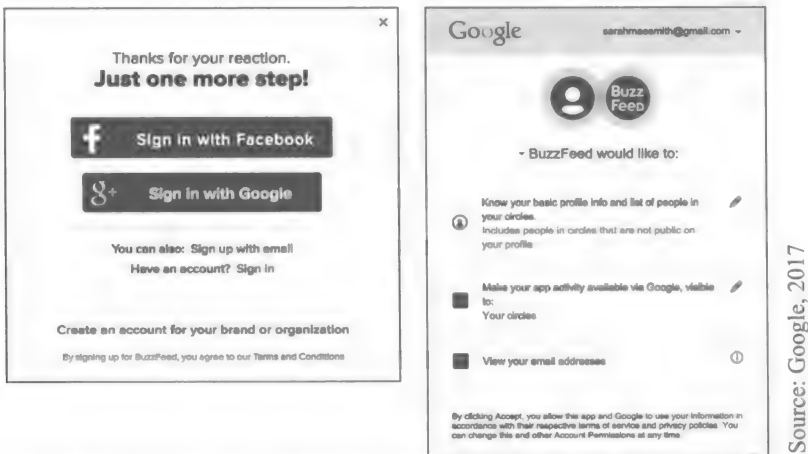 ×
Thanks for your reaction.
Just one more step!
f Sign in with Facebook
g+ Sign in with Google
You can also: Sign up with email
Have an account? Sign in
Create an account for your brand or organization
By signing up for BuzzFeed, you agree to our Terms and Conditions
Google
sarahmaesmith@gmail.com
Buzz
Feed
- BuzzFeed would like to:
Know your basic profile info and list of people in
your circles.
Includes people in circles that are not public on
your profile
Make your app activity available via Google, visible
to:
Your circles
View your email addresses
By clicking Accept, you allow this app and Google to use your information in
accordance with their respective terms of service and privacy policies. You
can change this and other Account Permissions at any time.
Source: Google, 2017